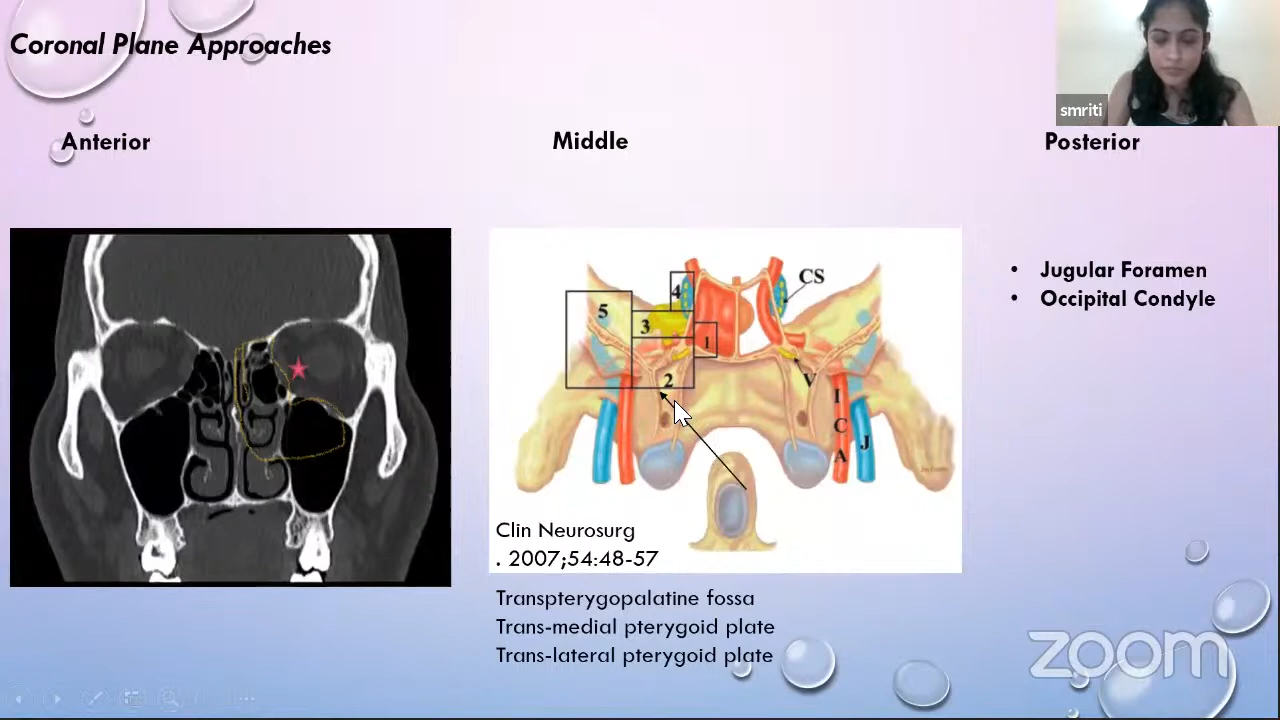 Coronal Plane Approaches
smriti
Anterior
Middle
Posterior
CS
4
5
3
1
2
V
I
C
A
J
• Jugular Foramen
• Occipital Condyle
Clin Neurosurg
. 2007;54:48-57
Transpterygopalatine fossa
Trans-medial pterygoid plate
Trans-lateral pterygoid plate
zoom